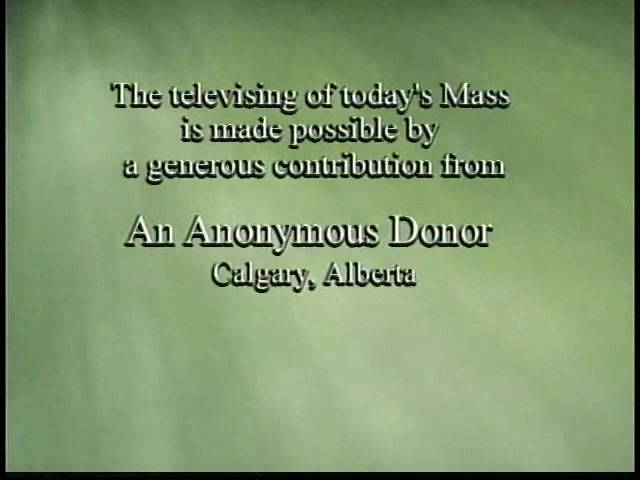 The televising of today's Mass
is made possible by
a generous contribution from
An Anonymous Donor
Calgary, Alberta